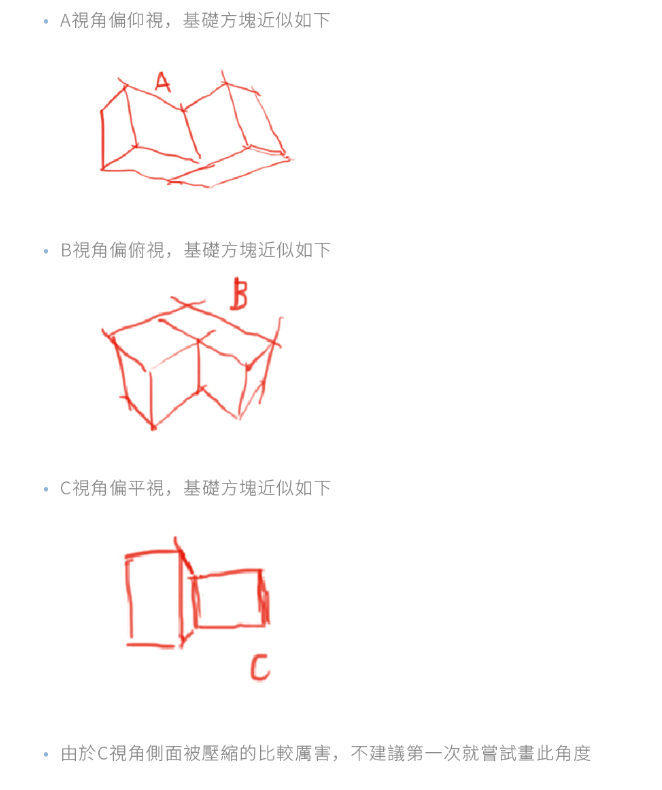 A視角偏仰視，基礎方塊近似如下
A
B視角偏俯視，基礎方塊近似如下
B
C視角偏平視，基礎方塊近似如下
C
由於C視角側面被壓縮的比較厲害，不建議第一次就嘗試畫此角度